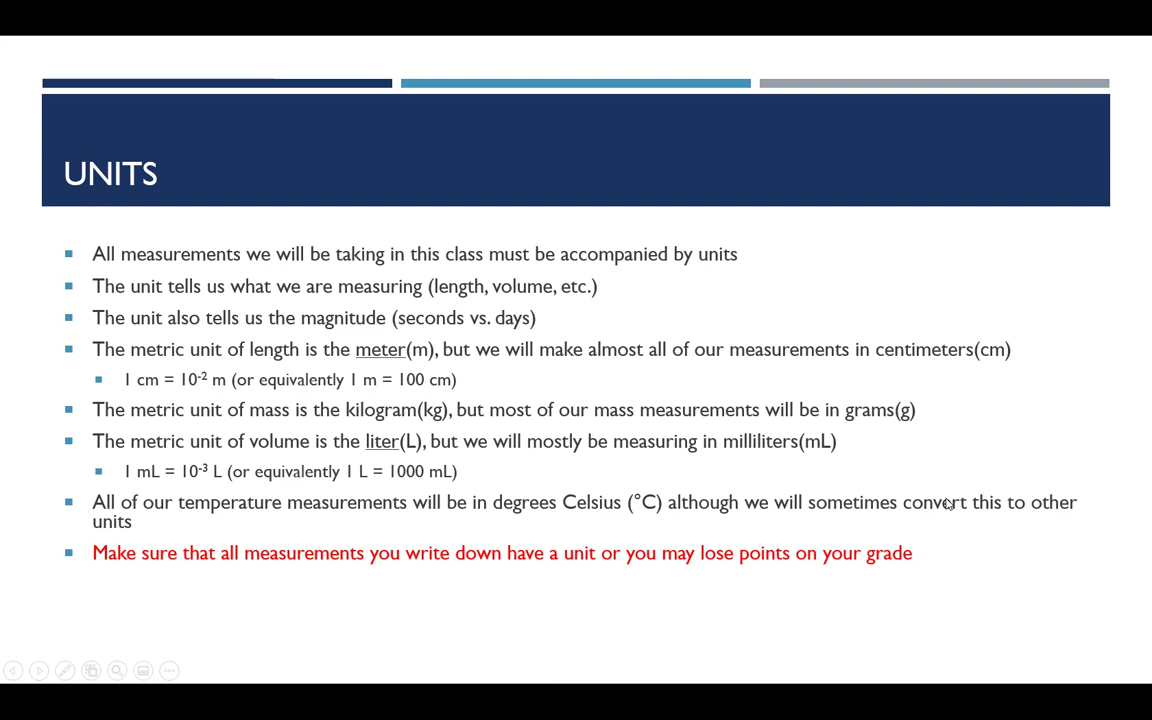 UNITS
All measurements we will be taking in this class must be accompanied by units
The unit tells us what we are measuring (length, volume, etc.)
The unit also tells us the magnitude (seconds vs. days)
The metric unit of length is the meter(m), but we will make almost all of our measurements in centimeters(cm)
1 cm = 10⁻² m (or equivalently 1 m = 100 cm)
The metric unit of mass is the kilogram(kg), but most of our mass measurements will be in grams(g)
The metric unit of volume is the liter(L), but we will mostly be measuring in milliliters(mL)
1 mL = 10⁻³ L (or equivalently 1 L = 1000 mL)
All of our temperature measurements will be in degrees Celsius (°C) although we will sometimes convert this to other
units
Make sure that all measurements you write down have a unit or you may lose points on your grade